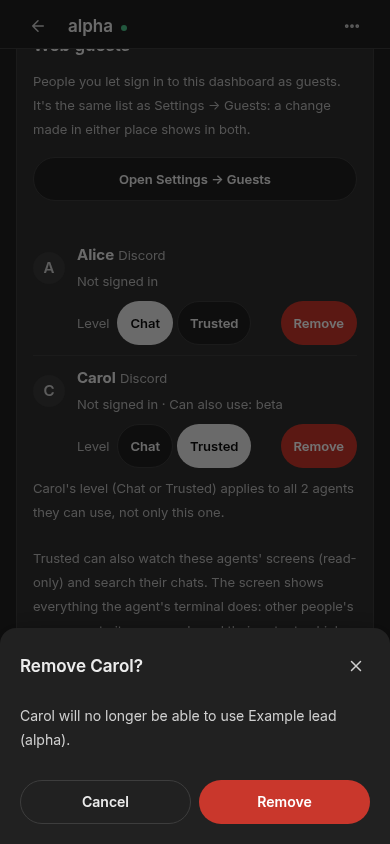 alpha
Web guests
People you let sign in to this dashboard as guests.
It's the same list as Settings → Guests: a change
made in either place shows in both.
Open Settings → Guests
A
Alice Discord
Not signed in
Level Chat Trusted Remove
C
Carol Discord
Not signed in · Can also use: beta
Level Chat Trusted Remove
Carol's level (Chat or Trusted) applies to all 2 agents
they can use, not only this one.
Trusted can also watch these agents' screens (read-
only) and search their chats. The screen shows
everything the agent's terminal does: other people's
Remove Carol?
Carol will no longer be able to use Example lead
(alpha).
Cancel Remove